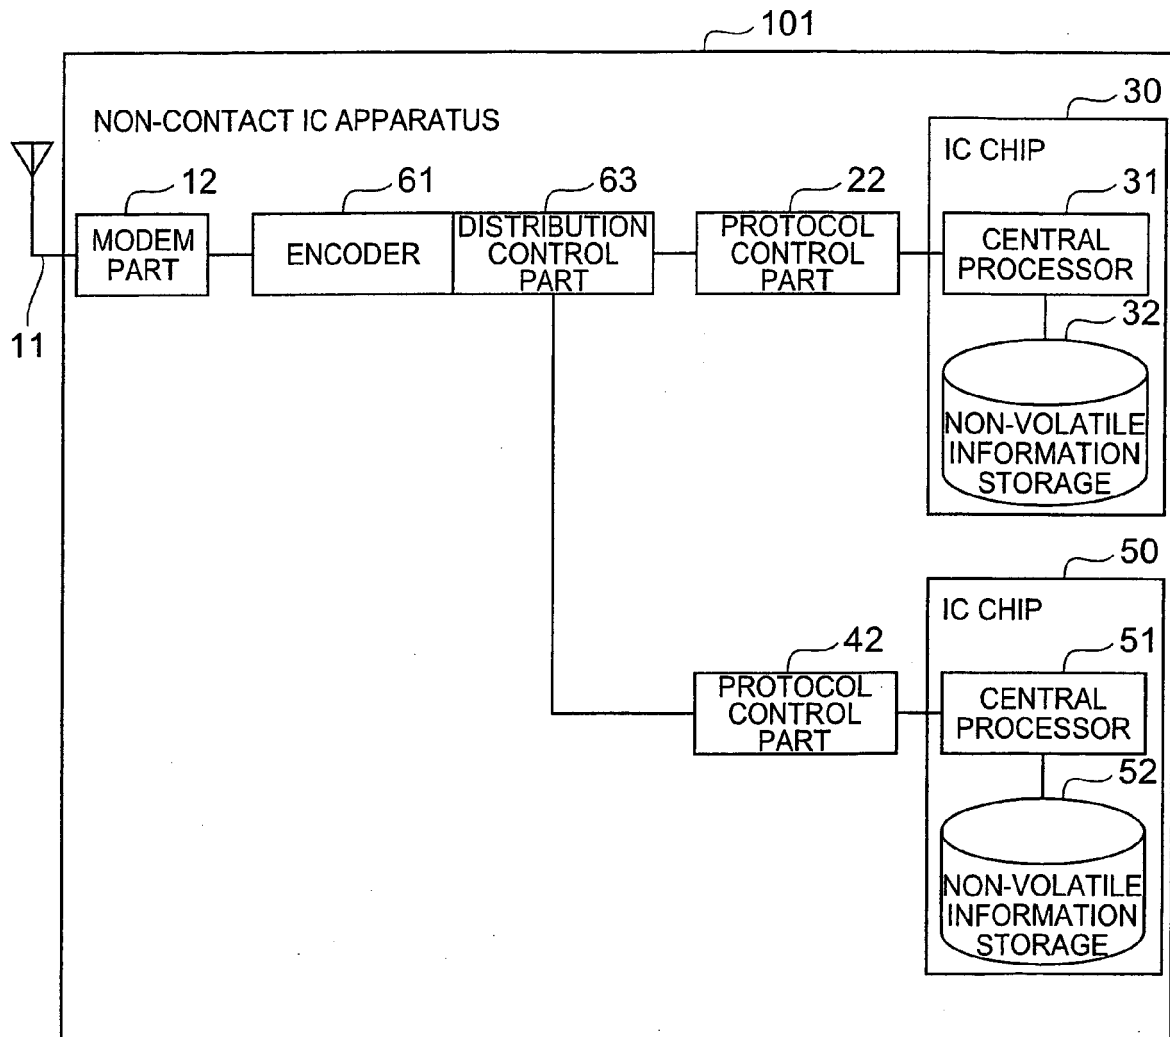 101
NON-CONTACT IC APPARATUS
30
IC CHIP
12
61
63
22
31
MODEM
PART
ENCODER
DISTRIBUTION
CONTROL
PART
PROTOCOL
CONTROL
PART
CENTRAL
PROCESSOR
11
32
NON-VOLATILE
INFORMATION
STORAGE
50
IC CHIP
42
51
PROTOCOL
CONTROL
PART
CENTRAL
PROCESSOR
52
NON-VOLATILE
INFORMATION
STORAGE